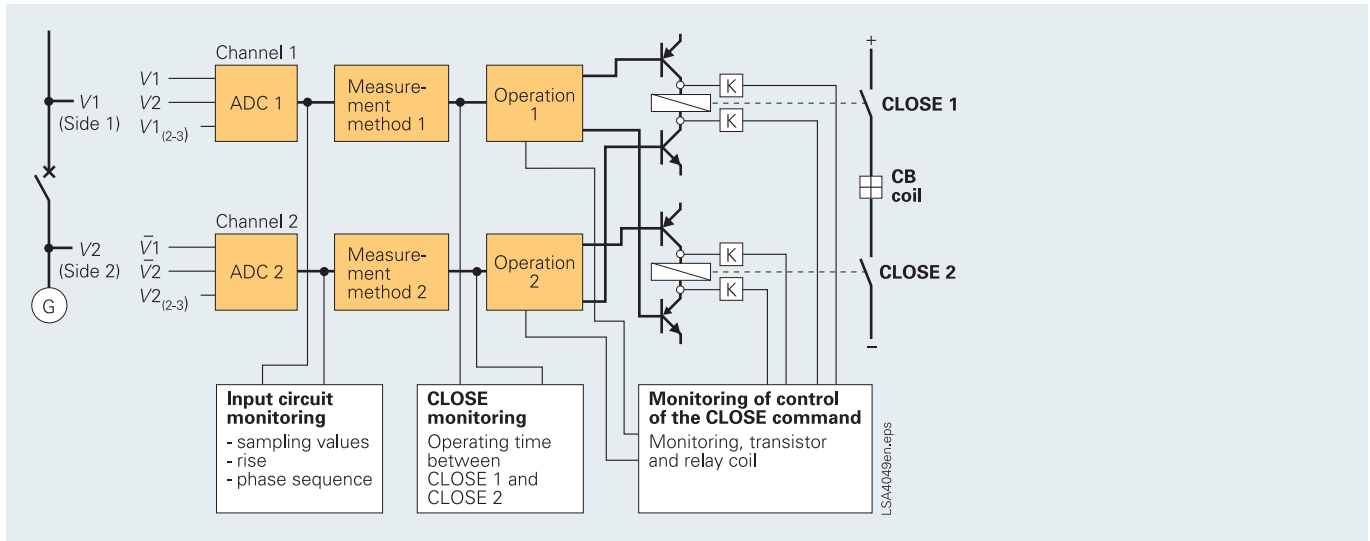 V1
(Side 1)
V2
(Side 2)
G
Channel 1
V1
V2
V1(2-3)
ADC 1
Measure-
ment
method 1
Operation
1
K
K
+
CLOSE 1
CB
coil
Channel 2
V̄1
V̄2
V2(2-3)
ADC 2
Measure-
ment
method 2
Operation
2
K
K
CLOSE 2
–
Input circuit
monitoring
- sampling values
- rise
- phase sequence
CLOSE
monitoring
Operating time
between
CLOSE 1 and
CLOSE 2
Monitoring of control
of the CLOSE command
Monitoring, transistor
and relay coil
LSA4049en.eps